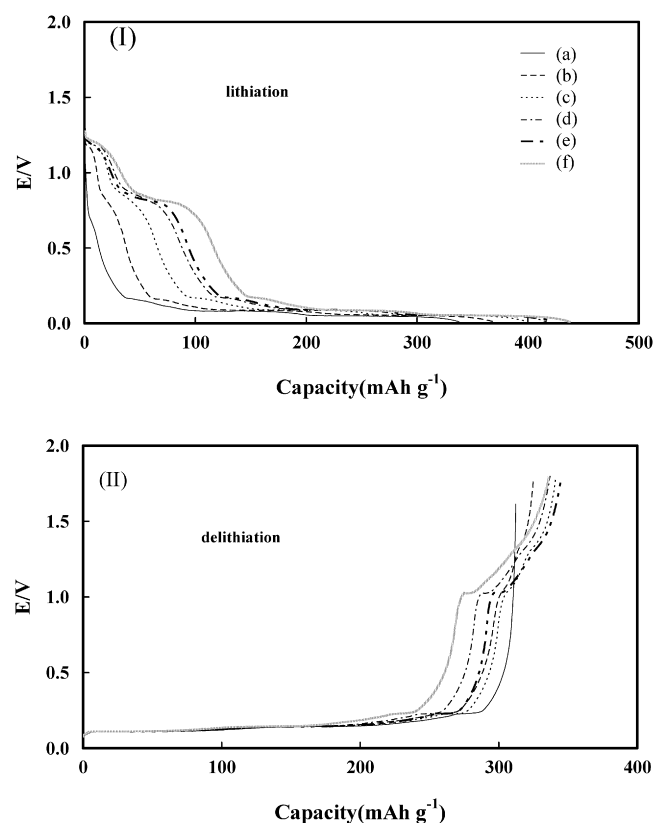 2.0
(I)
(a)
(b)
1.5
lithiation
(c)
(d)
(e)
E/V
1.0
(f)
0.5
0.0
0
100
200
300
400
500
Capacity(mAh g⁻¹)
2.0
(II)
1.5
delithiation
E/V
1.0
0.5
0.0
0
100
200
300
400
Capacity(mAh g⁻¹)